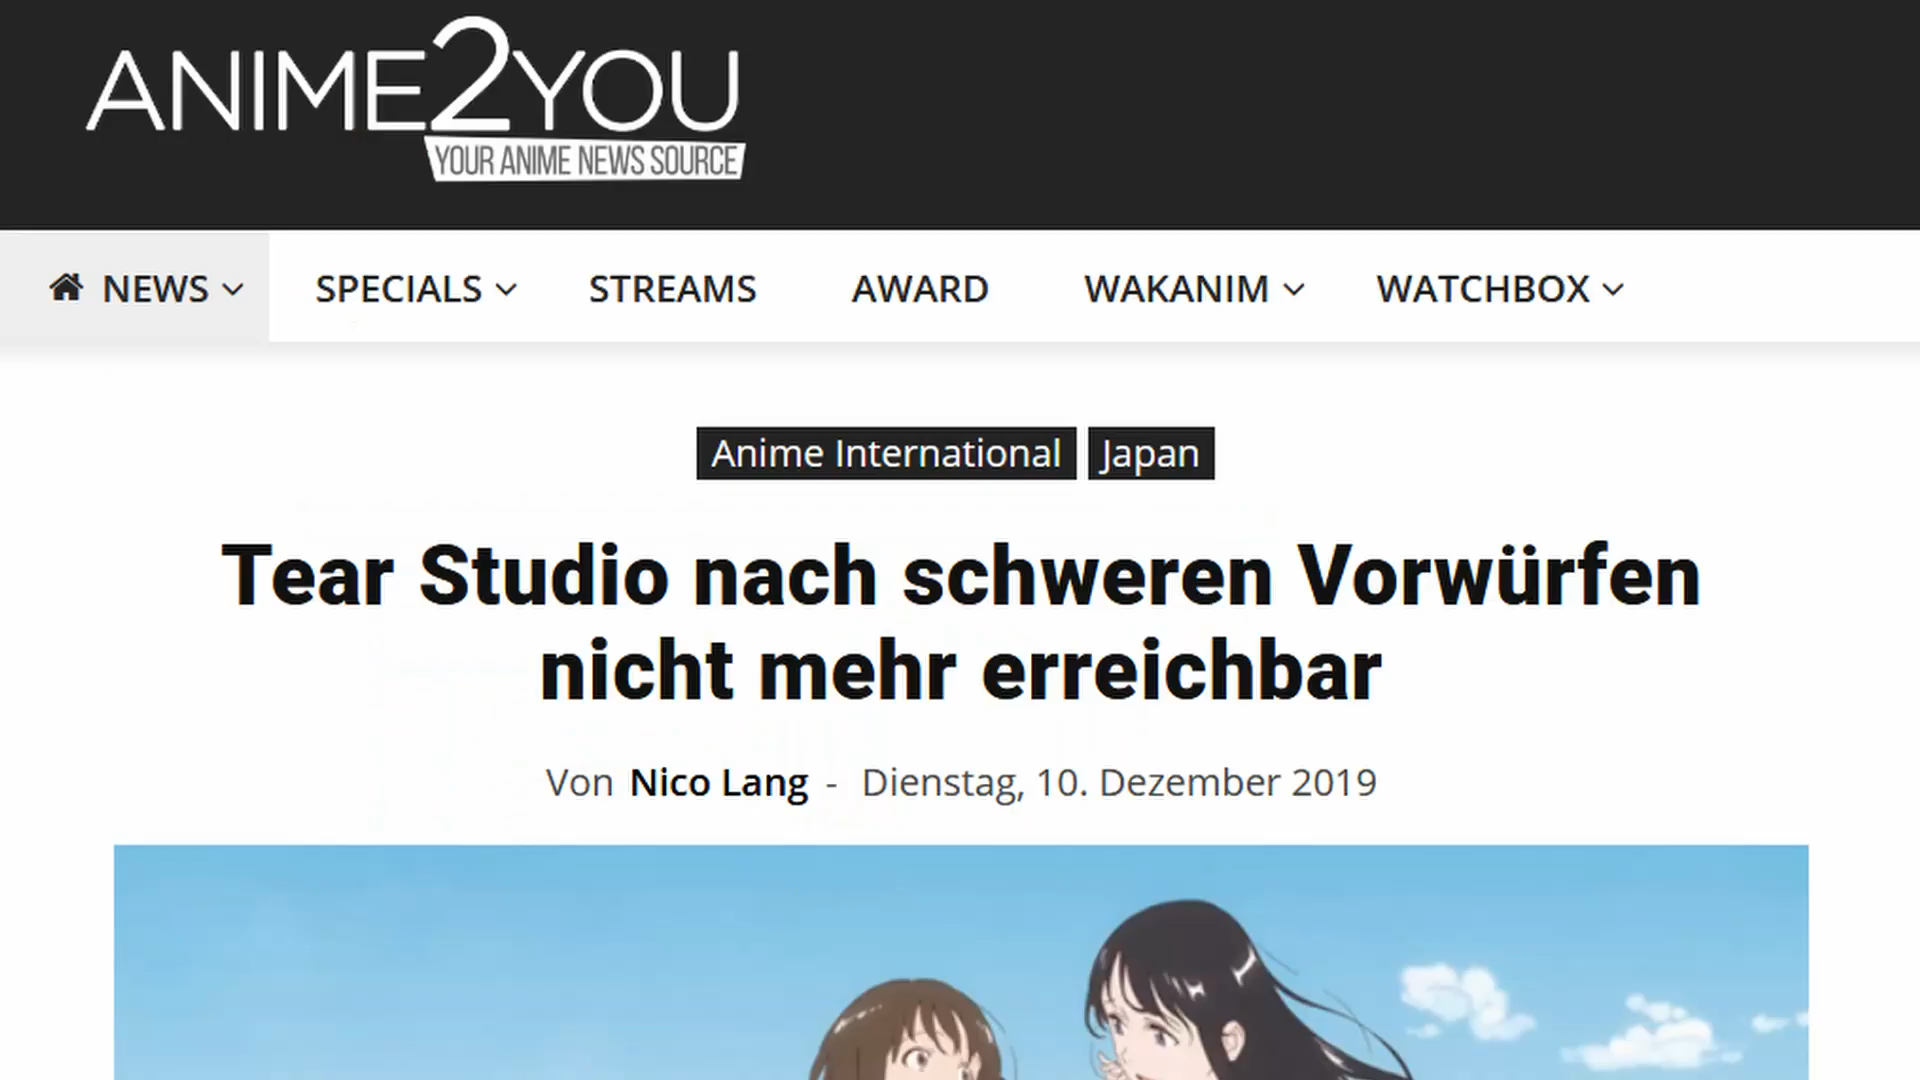 ANIME2YOU
YOUR ANIME NEWS SOURCE
NEWS SPECIALS STREAMS AWARD WAKANIM WATCHBOX
Anime International Japan
Tear Studio nach schweren Vorwürfen
nicht mehr erreichbar
Von Nico Lang - Dienstag, 10. Dezember 2019